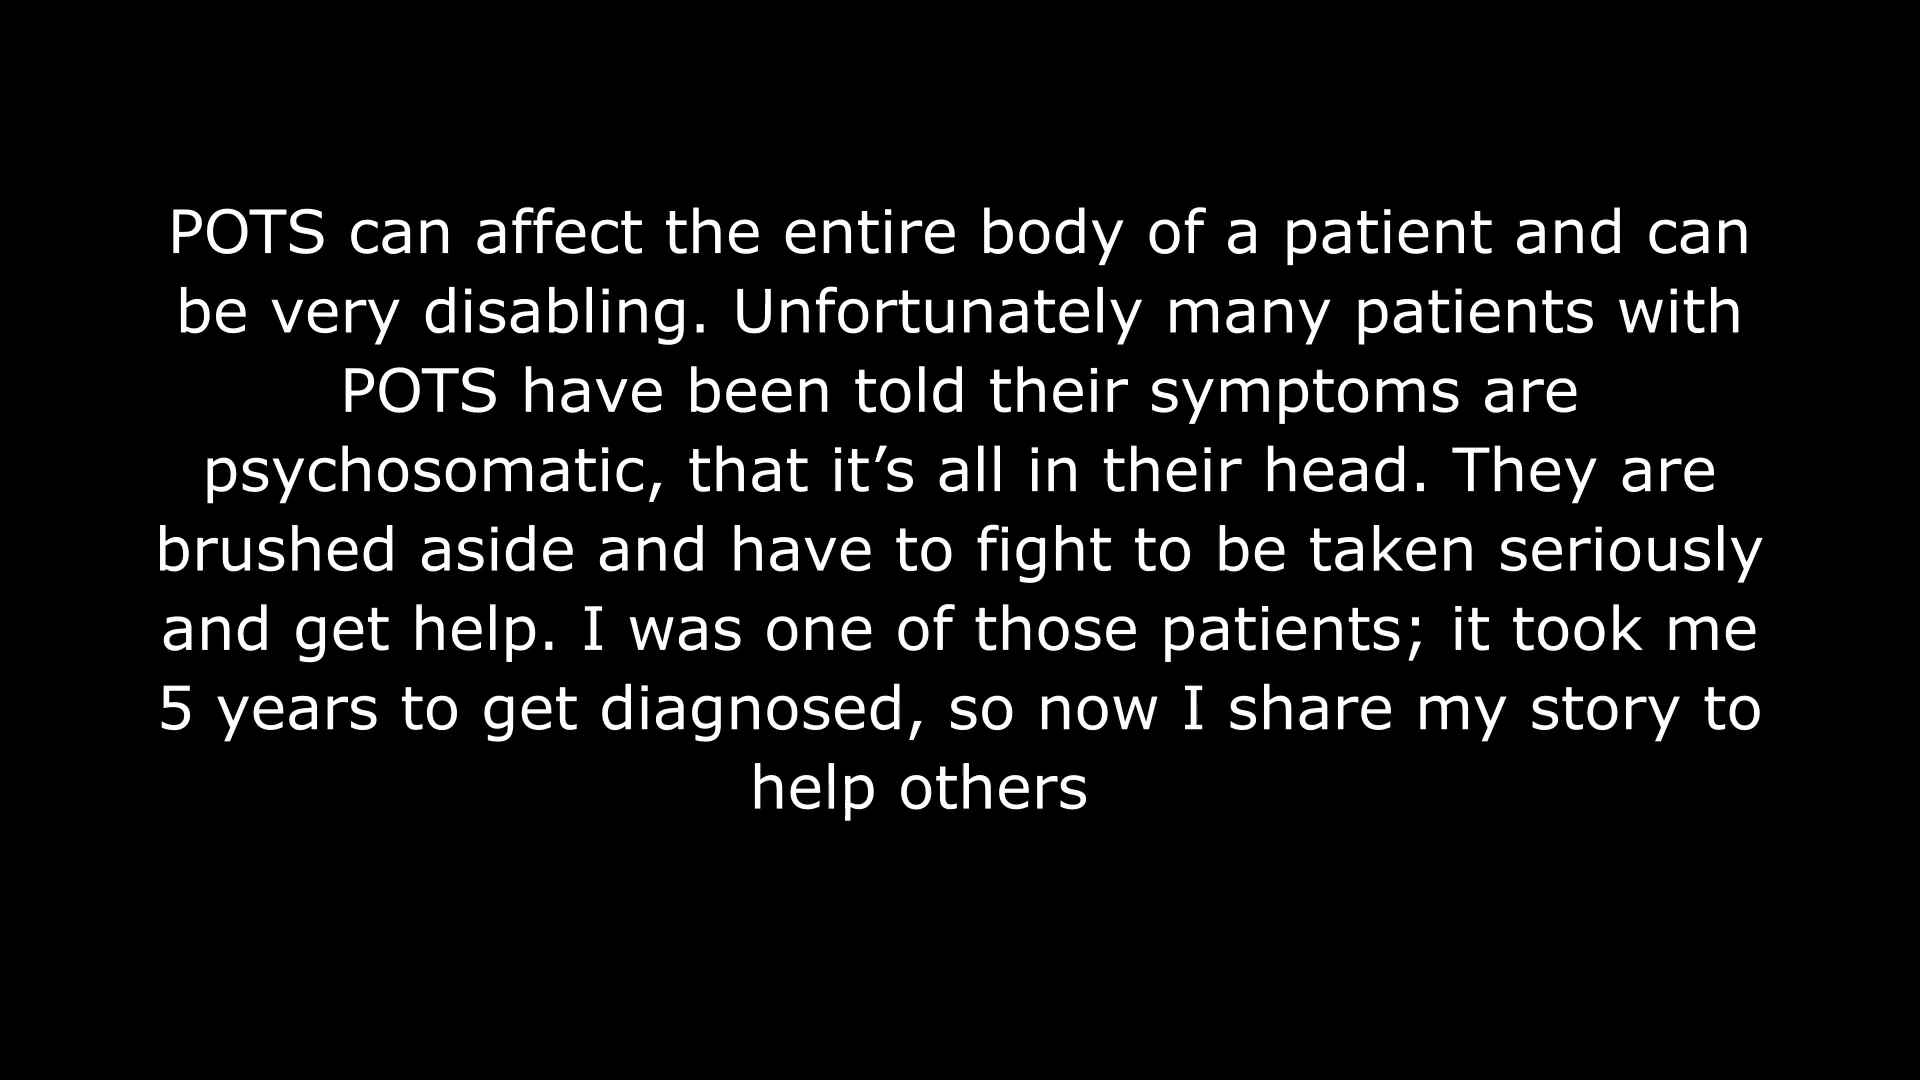 POTS can affect the entire body of a patient and can
be very disabling. Unfortunately many patients with
POTS have been told their symptoms are
psychosomatic, that it’s all in their head. They are
brushed aside and have to fight to be taken seriously
and get help. I was one of those patients; it took me
5 years to get diagnosed, so now I share my story to
help others